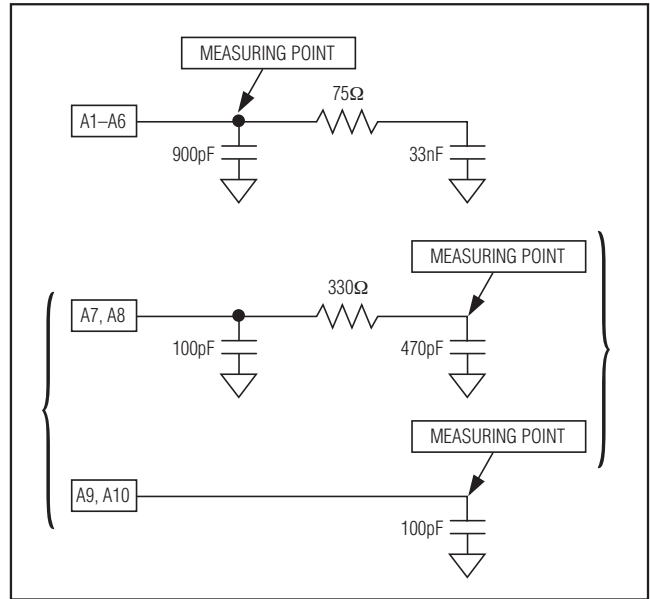 MEASURING POINT
75Ω
A1–A6
900pF
33nF
MEASURING POINT
330Ω
A7, A8
100pF
470pF
MEASURING POINT
A9, A10
100pF